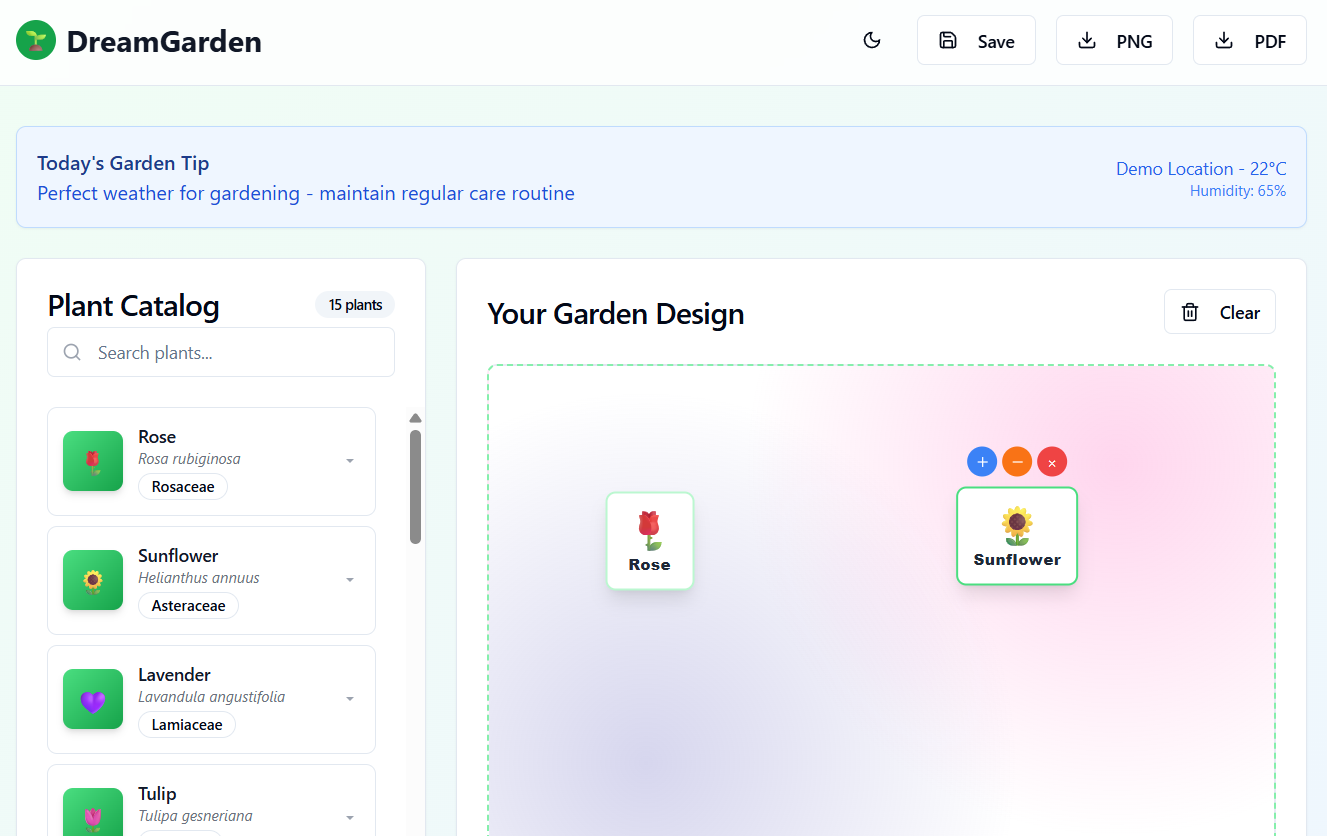 DreamGarden
Save
PNG
PDF
Today's Garden Tip
Perfect weather for gardening - maintain regular care routine
Demo Location - 22°C
Humidity: 65%
Plant Catalog
15 plants
Search plants...
Rose
Rosa rubiginosa
Rosaceae
Sunflower
Helianthus annuus
Asteraceae
Lavender
Lavandula angustifolia
Lamiaceae
Tulip
Tulipa gesneriana
Your Garden Design
Clear
Rose
Sunflower